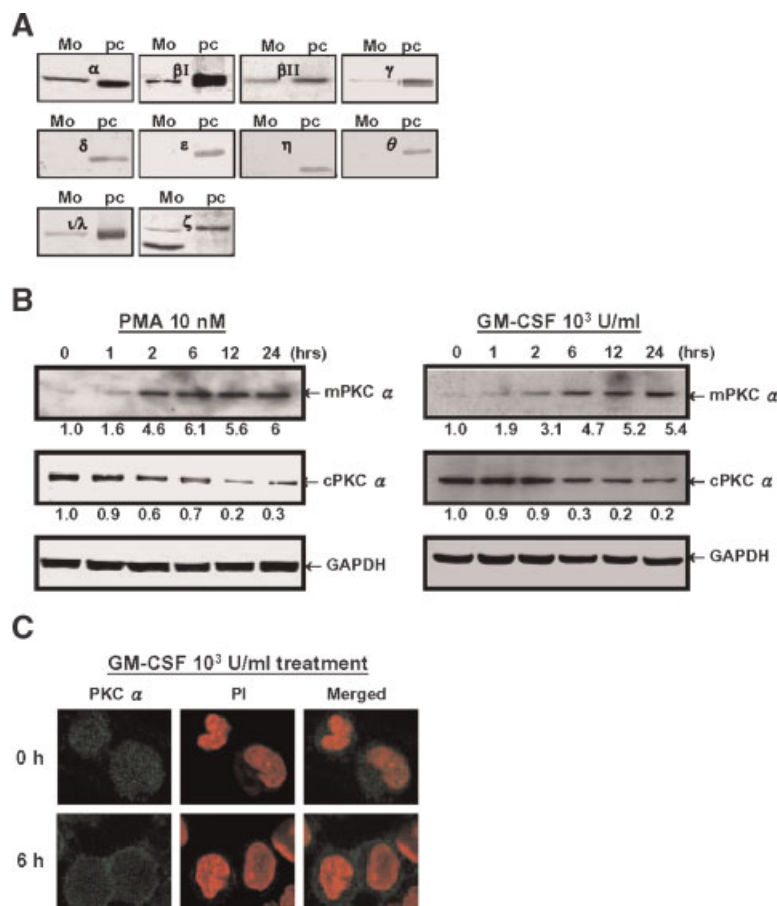 A
Mo pc Mo pc Mo pc Mo pc
α βI βII γ
Mo pc Mo pc Mo pc Mo pc
δ ε η θ
Mo pc Mo pc
ι/λ ζ
B
PMA 10 nM GM-CSF 10³ U/ml
0 1 2 6 12 24 (hrs) 0 1 2 6 12 24 (hrs)
←mPKC α ←mPKC α
1.0 1.6 4.6 6.1 5.6 6 1.0 1.9 3.1 4.7 5.2 5.4
←cPKC α ←cPKC α
1.0 0.9 0.6 0.7 0.2 0.3 1.0 0.9 0.9 0.3 0.2 0.2
←GAPDH ←GAPDH
C
GM-CSF 10³ U/ml treatment
PKC α PI Merged
0 h
6 h